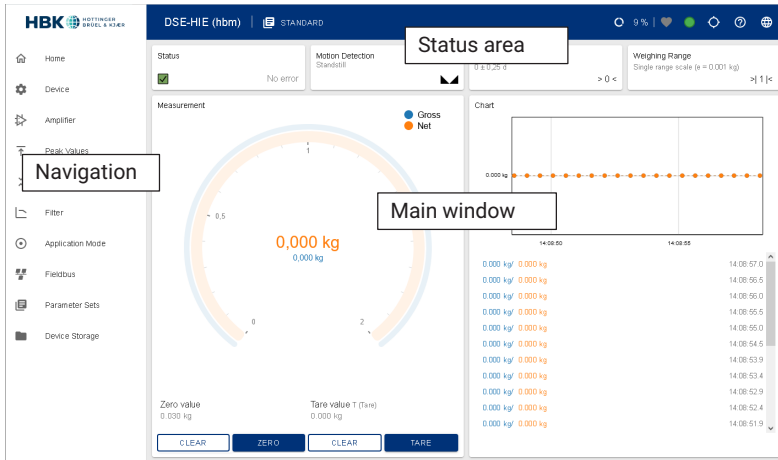 HBK HOTTINGER BRÜEL & KJÆR
DSE-HIE (hbm) STANDARD 9 %
Status area
Home
Device
Amplifier
Peak Values
Navigation
Filter
Application Mode
Fieldbus
Parameter Sets
Device Storage
Status
No error
Motion Detection
Standstill
0 ± 0,25 d
> 0 <
Weighing Range
Single range scale (e = 0.001 kg)
>| 1 |<
Measurement
Gross
Net
0
0,5
1
2
0,000 kg
0,000 kg
Main window
Zero value
0.030 kg
Tare value T (Tare)
0.000 kg
CLEAR ZERO CLEAR TARE
Chart
0.000 kg
14:08:50 14:08:55
0.000 kg/ 0.000 kg 14:08:57.0
0.000 kg/ 0.000 kg 14:08:56.5
0.000 kg/ 0.000 kg 14:08:56.0
0.000 kg/ 0.000 kg 14:08:55.5
0.000 kg/ 0.000 kg 14:08:55.0
0.000 kg/ 0.000 kg 14:08:54.5
0.000 kg/ 0.000 kg 14:08:53.9
0.000 kg/ 0.000 kg 14:08:53.4
0.000 kg/ 0.000 kg 14:08:52.9
0.000 kg/ 0.000 kg 14:08:52.4
0.000 kg/ 0.000 kg 14:08:51.9